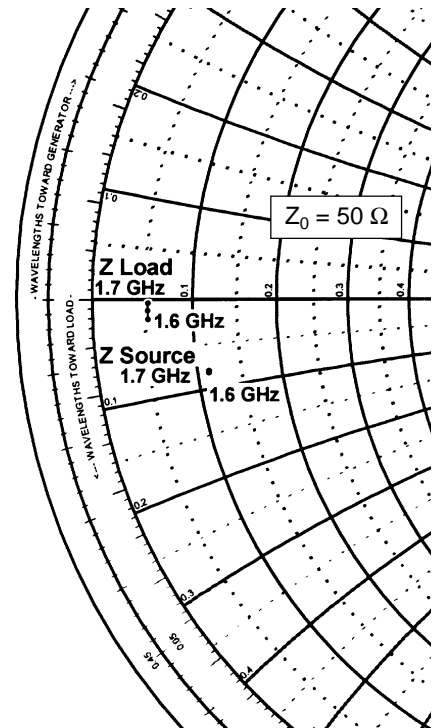 0.2
- WAVELENGTHS TOWARD GENERATOR --->
0.1
Z0 = 50 Ω
Z Load
1.7 GHz
0.1
0.2
0.3
0.4
1.6 GHz
<--- WAVELENGTHS TOWARD LOAD -
Z Source
1.7 GHz
1.6 GHz
0.1
0.2
0.3
0.05
0.45
0.4